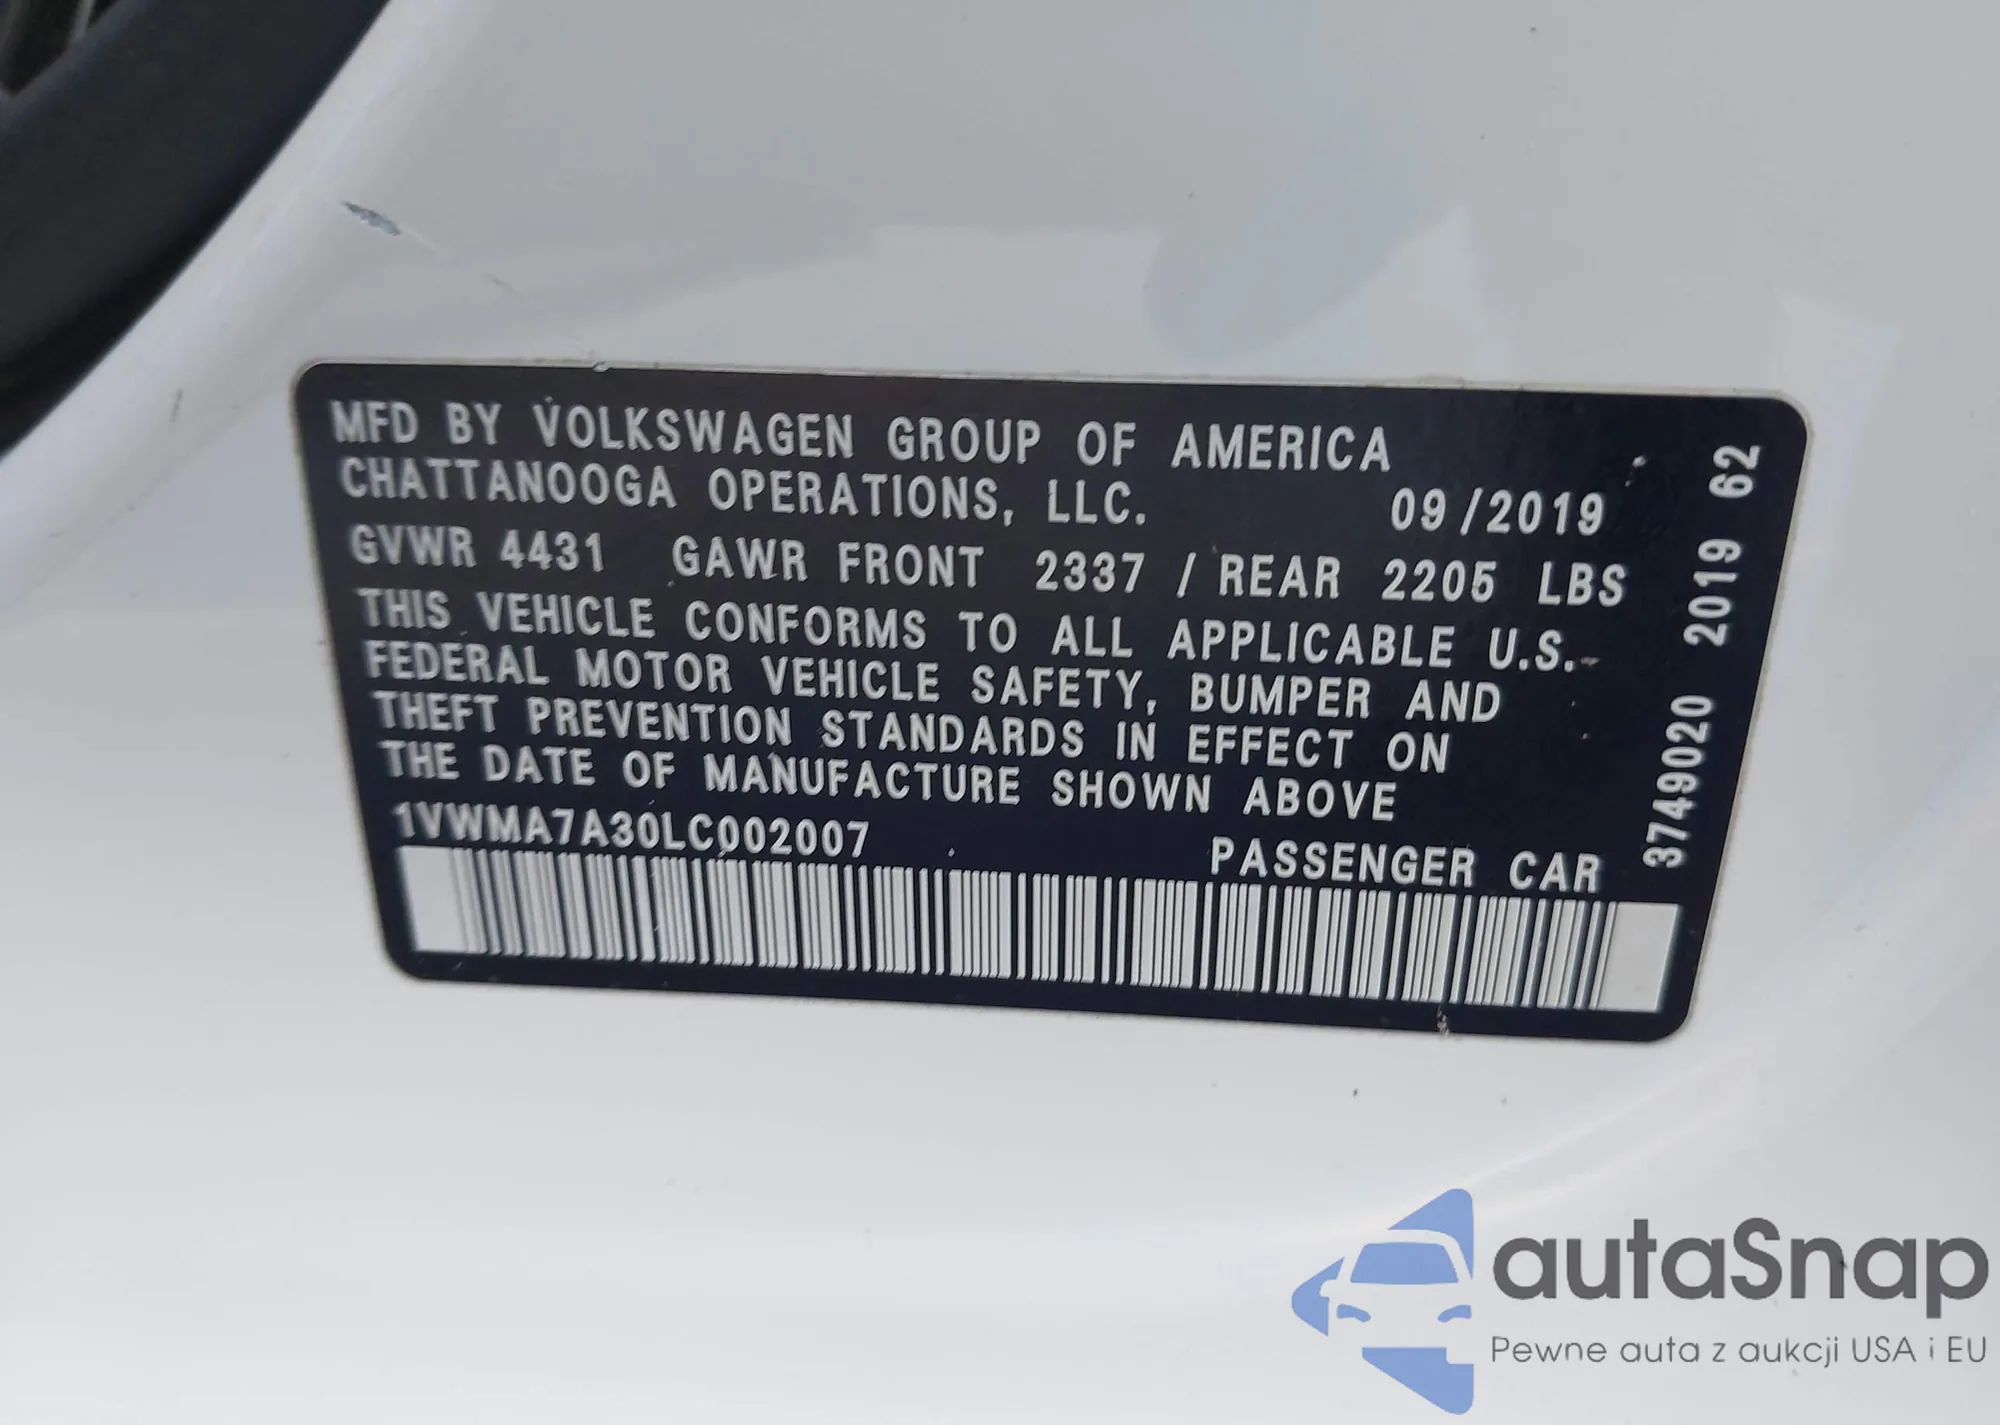 MFD BY VOLKSWAGEN GROUP OF AMERICA
CHATTANOOGA OPERATIONS, LLC. 09/2019
GVWR 4431 GAWR FRONT 2337 / REAR 2205 LBS
THIS VEHICLE CONFORMS TO ALL APPLICABLE U.S.
FEDERAL MOTOR VEHICLE SAFETY, BUMPER AND
THEFT PREVENTION STANDARDS IN EFFECT ON
THE DATE OF MANUFACTURE SHOWN ABOVE
1VWMA7A30LC002007 PASSENGER CAR
3749020 2019 62
autaSnap
Pewne auta z aukcji USA i EU